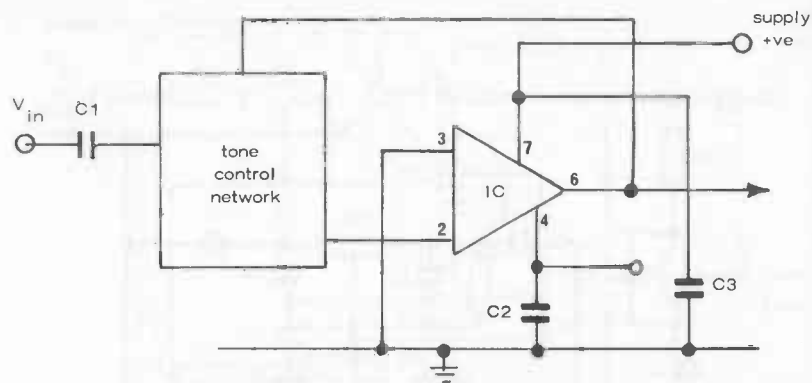 supply
+ve
V in
C1
tone
control
network
3
7
IC
6
2
4
C2
C3